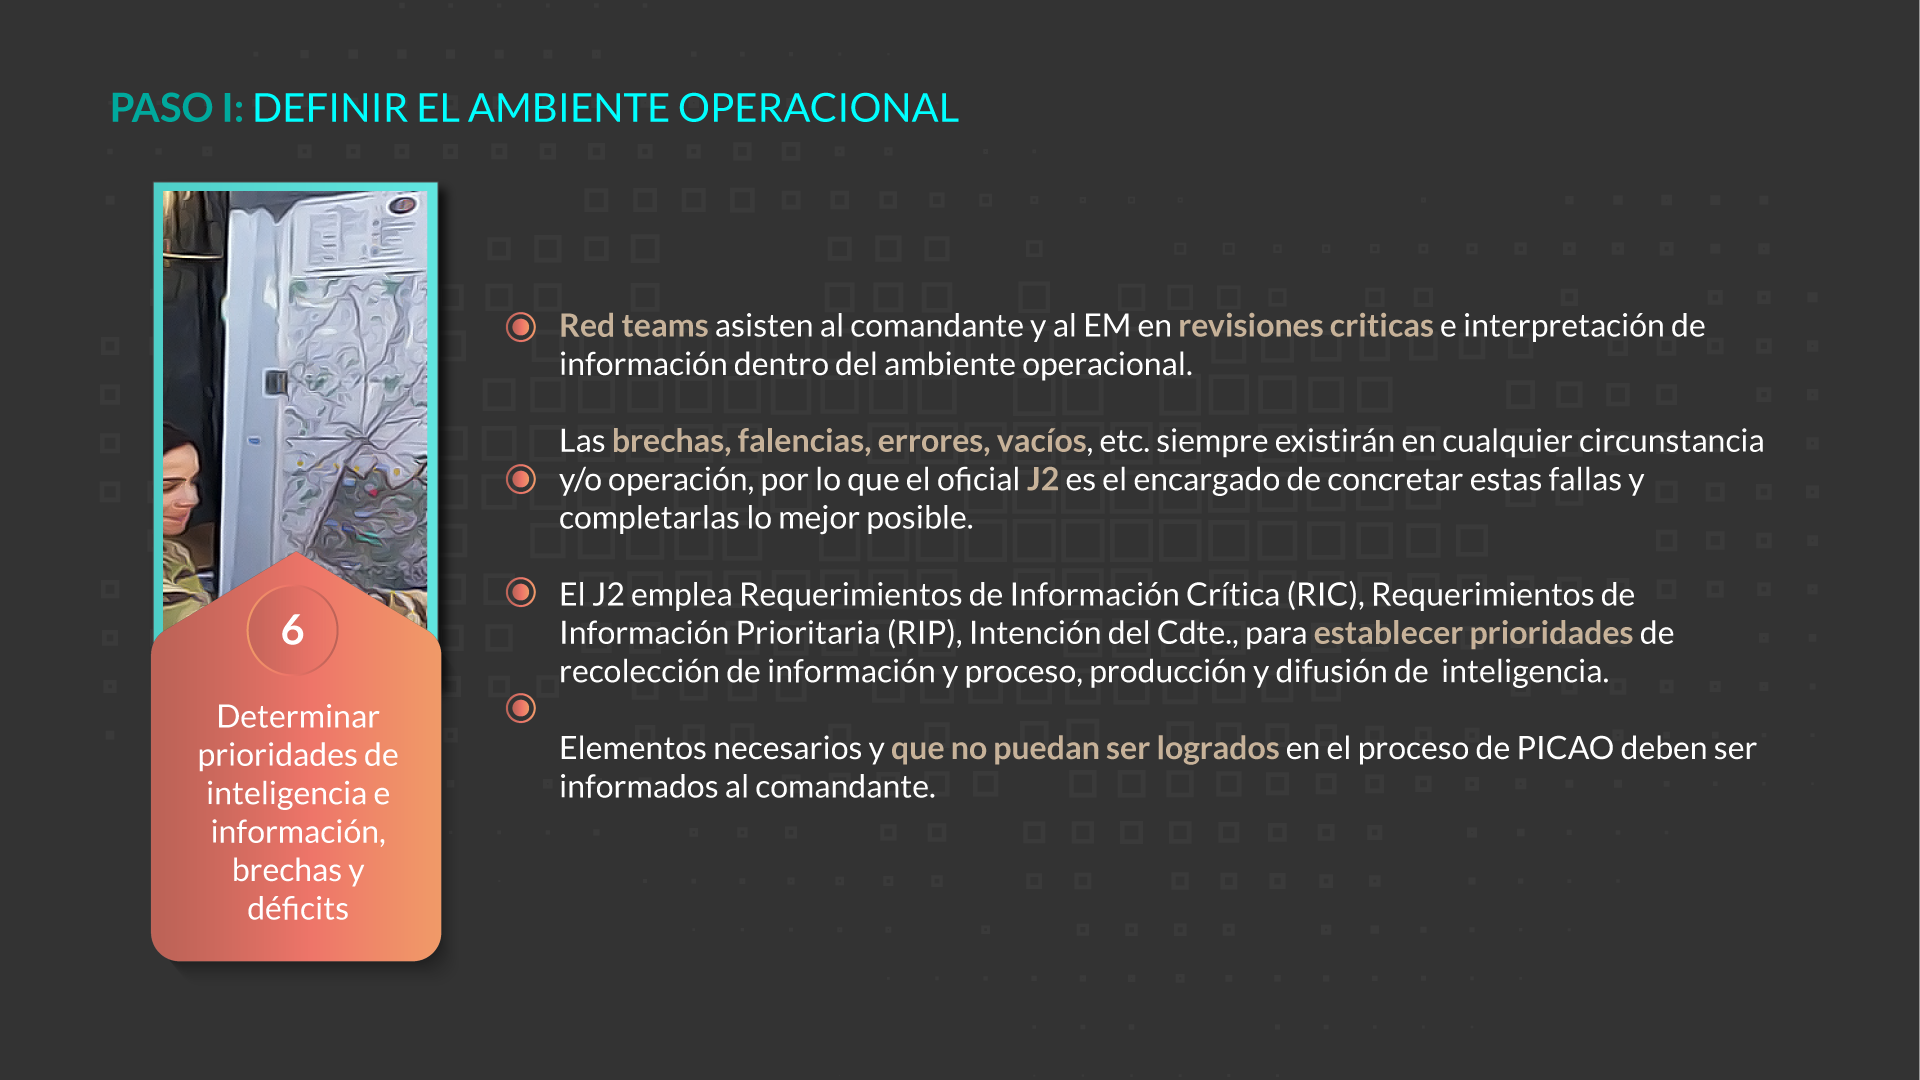 PASO I: DEFINIR EL AMBIENTE OPERACIONAL
6
Determinar
prioridades de
inteligencia e
información,
brechas y
déficits
Red teams asisten al comandante y al EM en revisiones criticas e interpretación de
información dentro del ambiente operacional.
Las brechas, falencias, errores, vacíos, etc. siempre existirán en cualquier circunstancia
y/o operación, por lo que el oficial J2 es el encargado de concretar estas fallas y
completarlas lo mejor posible.
El J2 emplea Requerimientos de Información Crítica (RIC), Requerimientos de
Información Prioritaria (RIP), Intención del Cdte., para establecer prioridades de
recolección de información y proceso, producción y difusión de  inteligencia.
Elementos necesarios y que no puedan ser logrados en el proceso de PICAO deben ser
informados al comandante.